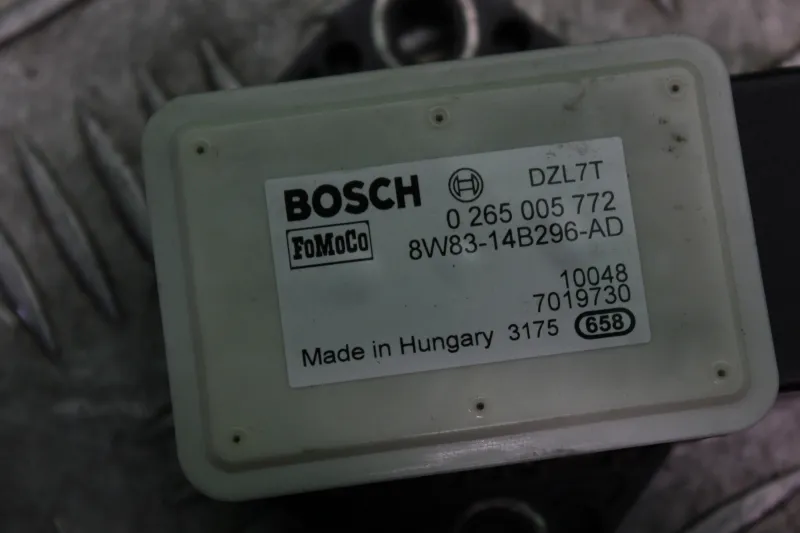 BOSCH DZL7T
0 265 005 772
FoMoCo 8W83-14B296-AD
10048
7019730
Made in Hungary 3175 658